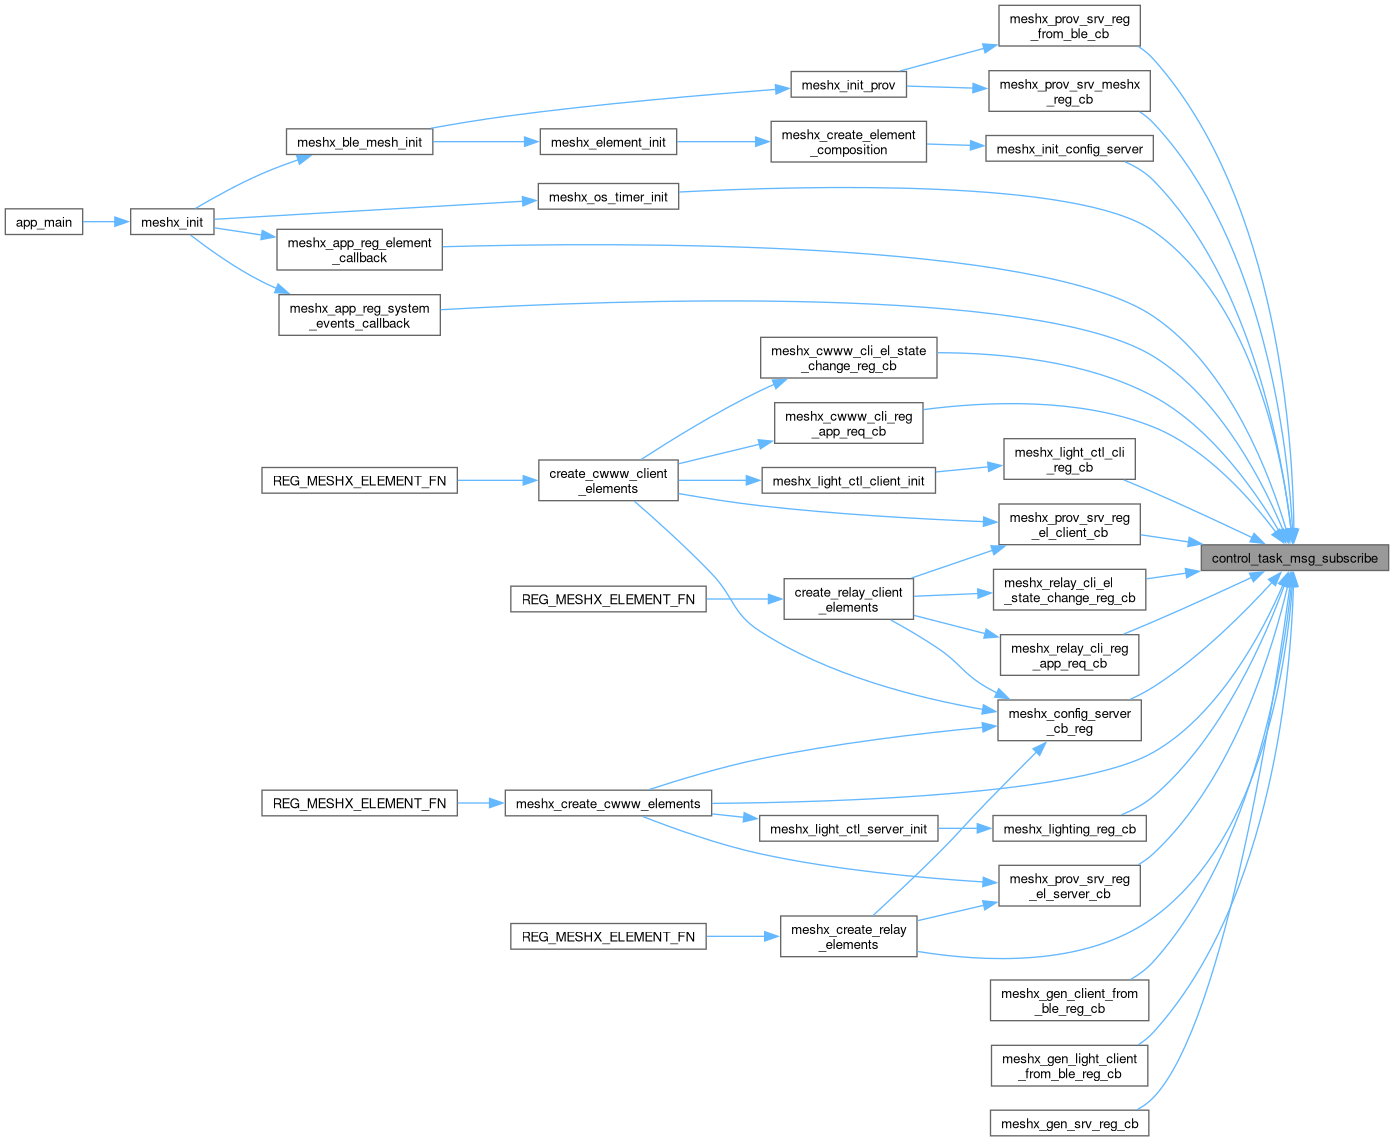 meshx_prov_srv_reg
_from_ble_cb
meshx_init_prov
meshx_prov_srv_meshx
_reg_cb
meshx_ble_mesh_init
meshx_element_init
meshx_create_element
_composition
meshx_init_config_server
meshx_os_timer_init
app_main
meshx_init
meshx_app_reg_element
_callback
meshx_app_reg_system
_events_callback
meshx_cwww_cli_el_state
_change_reg_cb
meshx_cwww_cli_reg
_app_req_cb
meshx_light_ctl_cli
_reg_cb
REG_MESHX_ELEMENT_FN
create_cwww_client
_elements
meshx_light_ctl_client_init
meshx_prov_srv_reg
_el_client_cb
control_task_msg_subscribe
REG_MESHX_ELEMENT_FN
create_relay_client
_elements
meshx_relay_cli_el
_state_change_reg_cb
meshx_relay_cli_reg
_app_req_cb
meshx_config_server
_cb_reg
REG_MESHX_ELEMENT_FN
meshx_create_cwww_elements
meshx_light_ctl_server_init
meshx_lighting_reg_cb
meshx_prov_srv_reg
_el_server_cb
REG_MESHX_ELEMENT_FN
meshx_create_relay
_elements
meshx_gen_client_from
_ble_reg_cb
meshx_gen_light_client
_from_ble_reg_cb
meshx_gen_srv_reg_cb